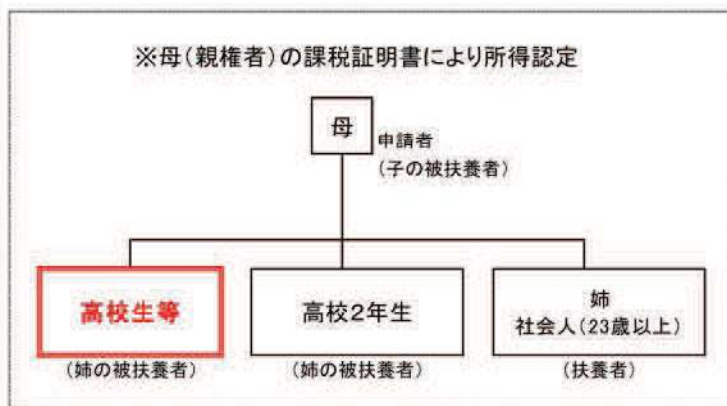 ※母(親権者)の課税証明書により所得認定
母
申請者
(子の被扶養者)
高校生等
高校2年生
姉
社会人(23歳以上)
(姉の被扶養者)
(姉の被扶養者)
(扶養者)